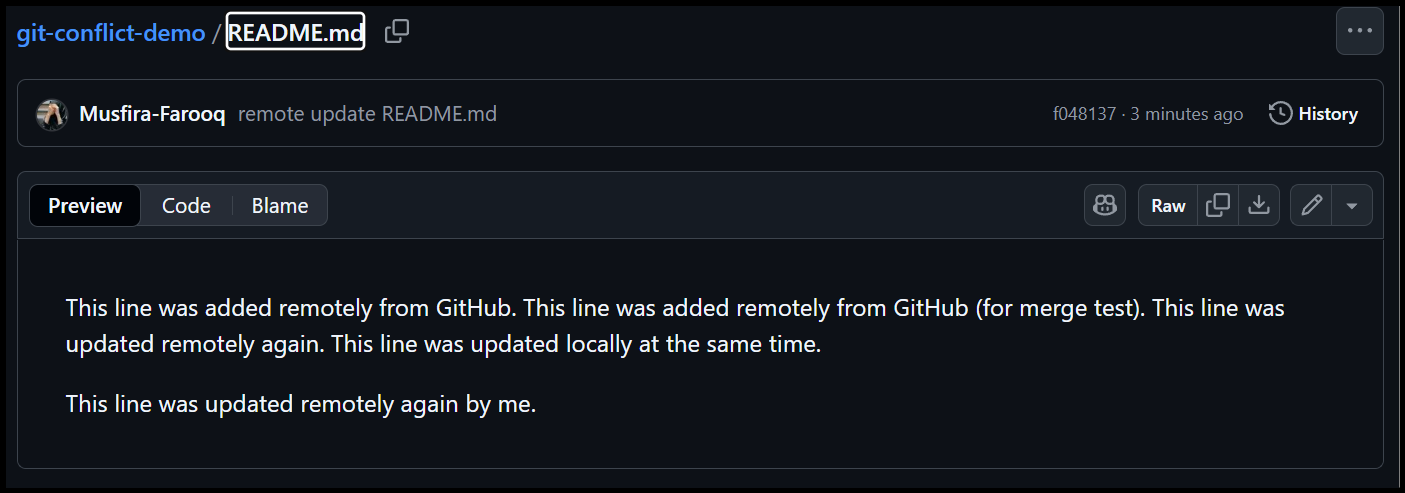 git-conflict-demo / README.md
Musfira-Farooq remote update README.md f048137 · 3 minutes ago History
Preview Code Blame Raw
This line was added remotely from GitHub. This line was added remotely from GitHub (for merge test). This line was
updated remotely again. This line was updated locally at the same time.
This line was updated remotely again by me.